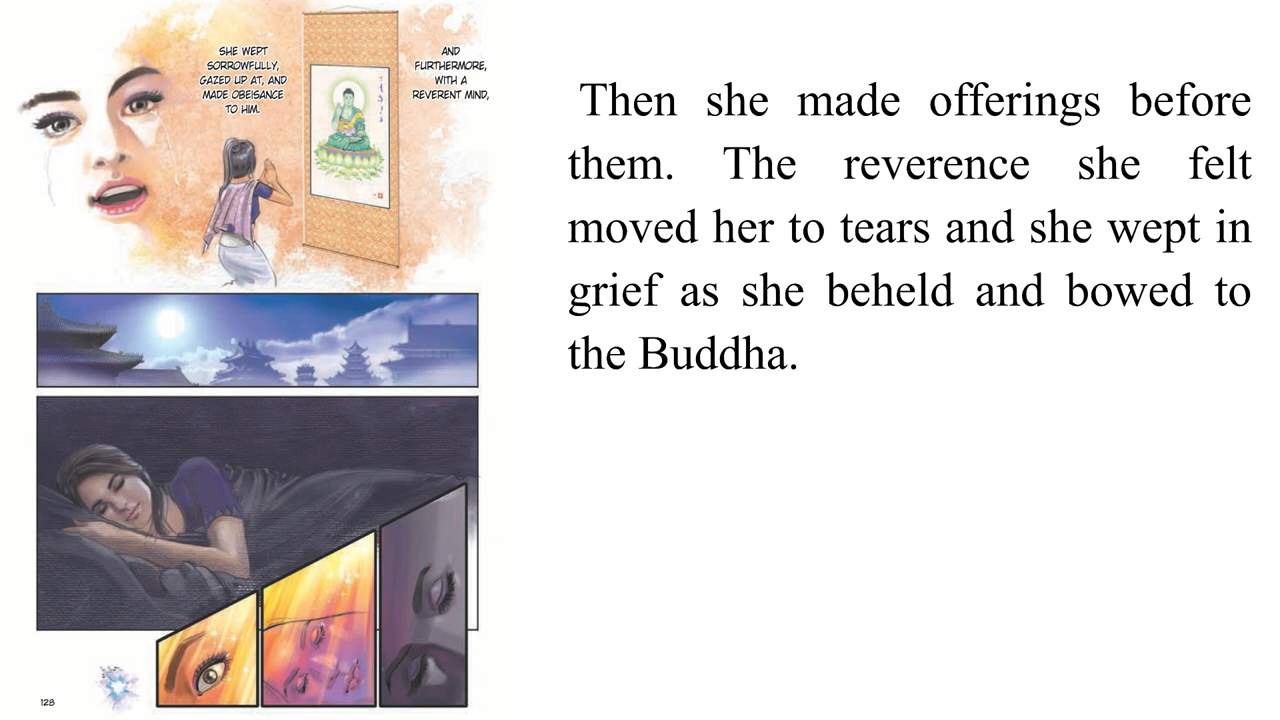 AND
FURTHERMORE,
WITH A
REVERENT MIND,
SHE WEPT
SORROWFULLY,
GAZED UP AT, AND
MADE OBEISANCE
TO HIM.
128
Then she made offerings before
them. The reverence she felt
moved her to tears and she wept in
grief as she beheld and bowed to
the Buddha.